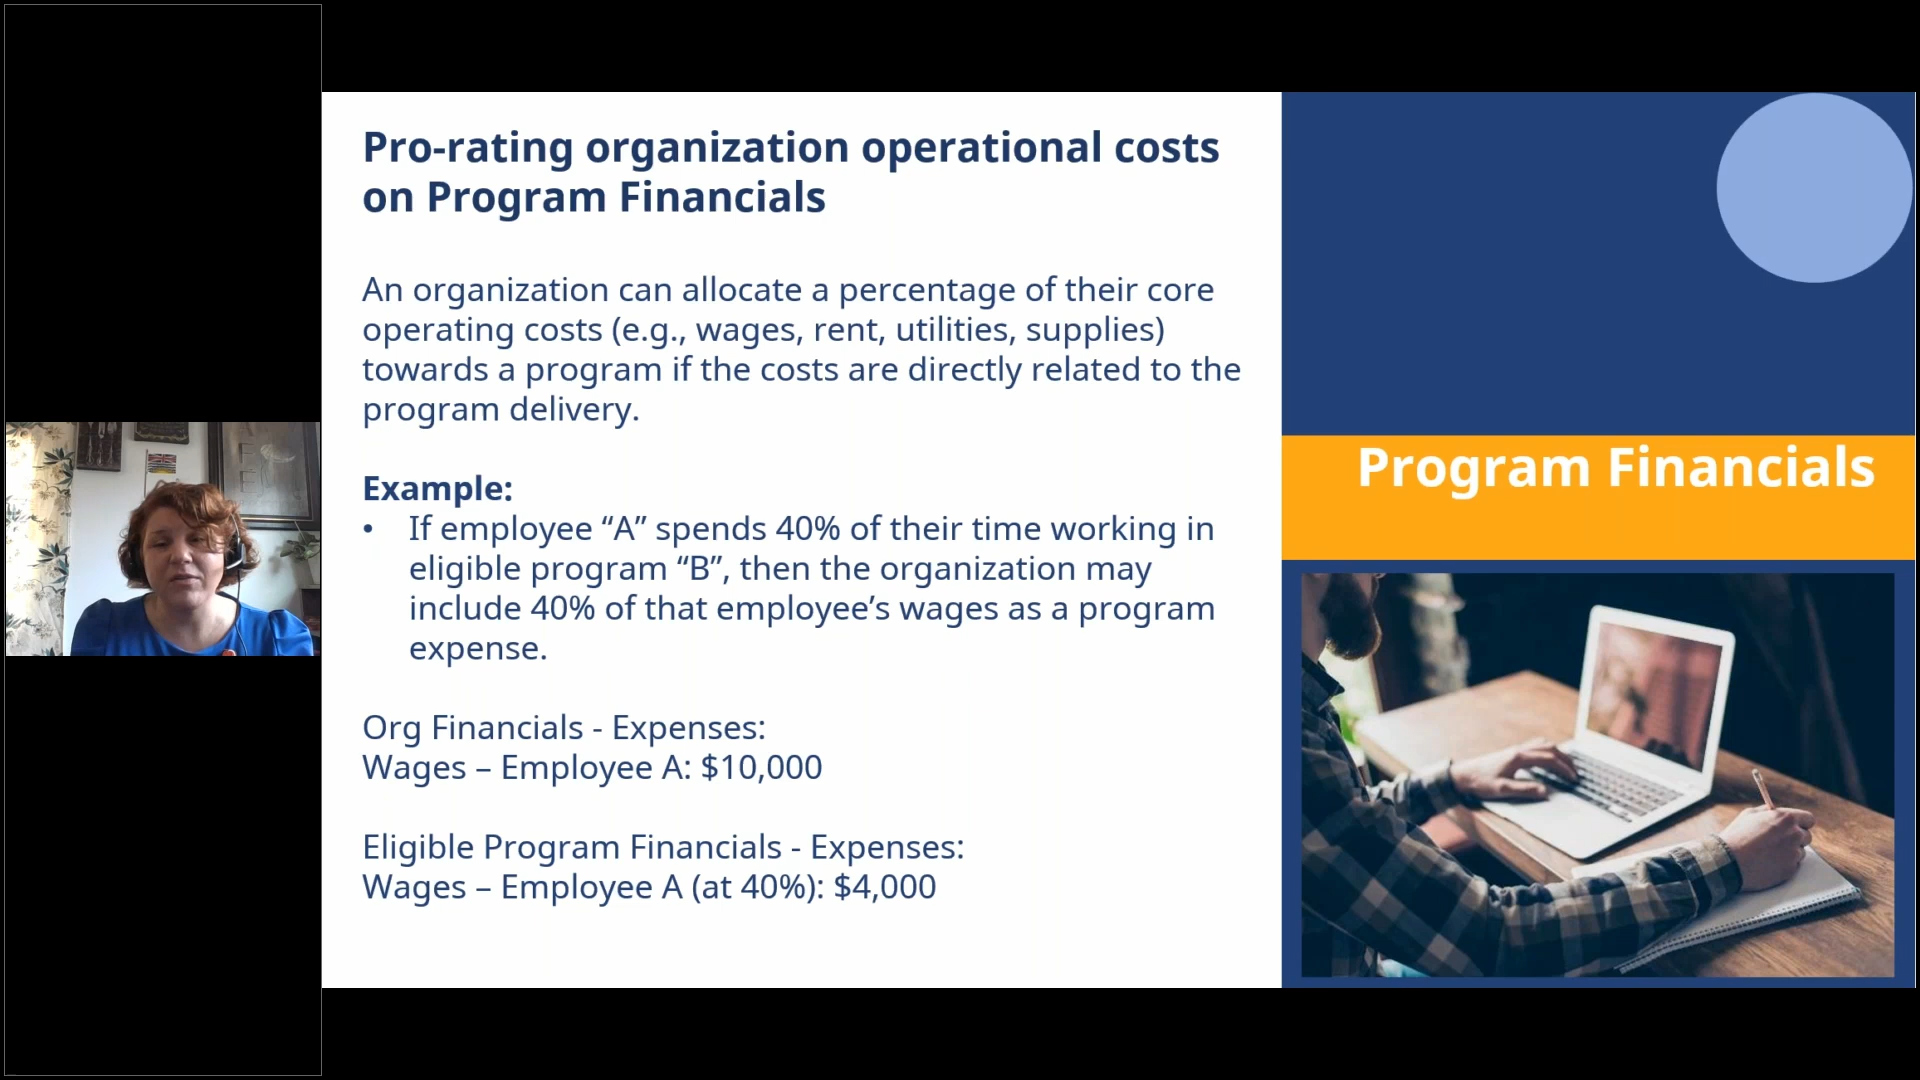 Pro-rating organization operational costs
on Program Financials
An organization can allocate a percentage of their core
operating costs (e.g., wages, rent, utilities, supplies)
towards a program if the costs are directly related to the
program delivery.
Example:
• If employee “A” spends 40% of their time working in
eligible program “B”, then the organization may
include 40% of that employee’s wages as a program
expense.
Org Financials - Expenses:
Wages – Employee A: $10,000
Eligible Program Financials - Expenses:
Wages – Employee A (at 40%): $4,000
Program Financials